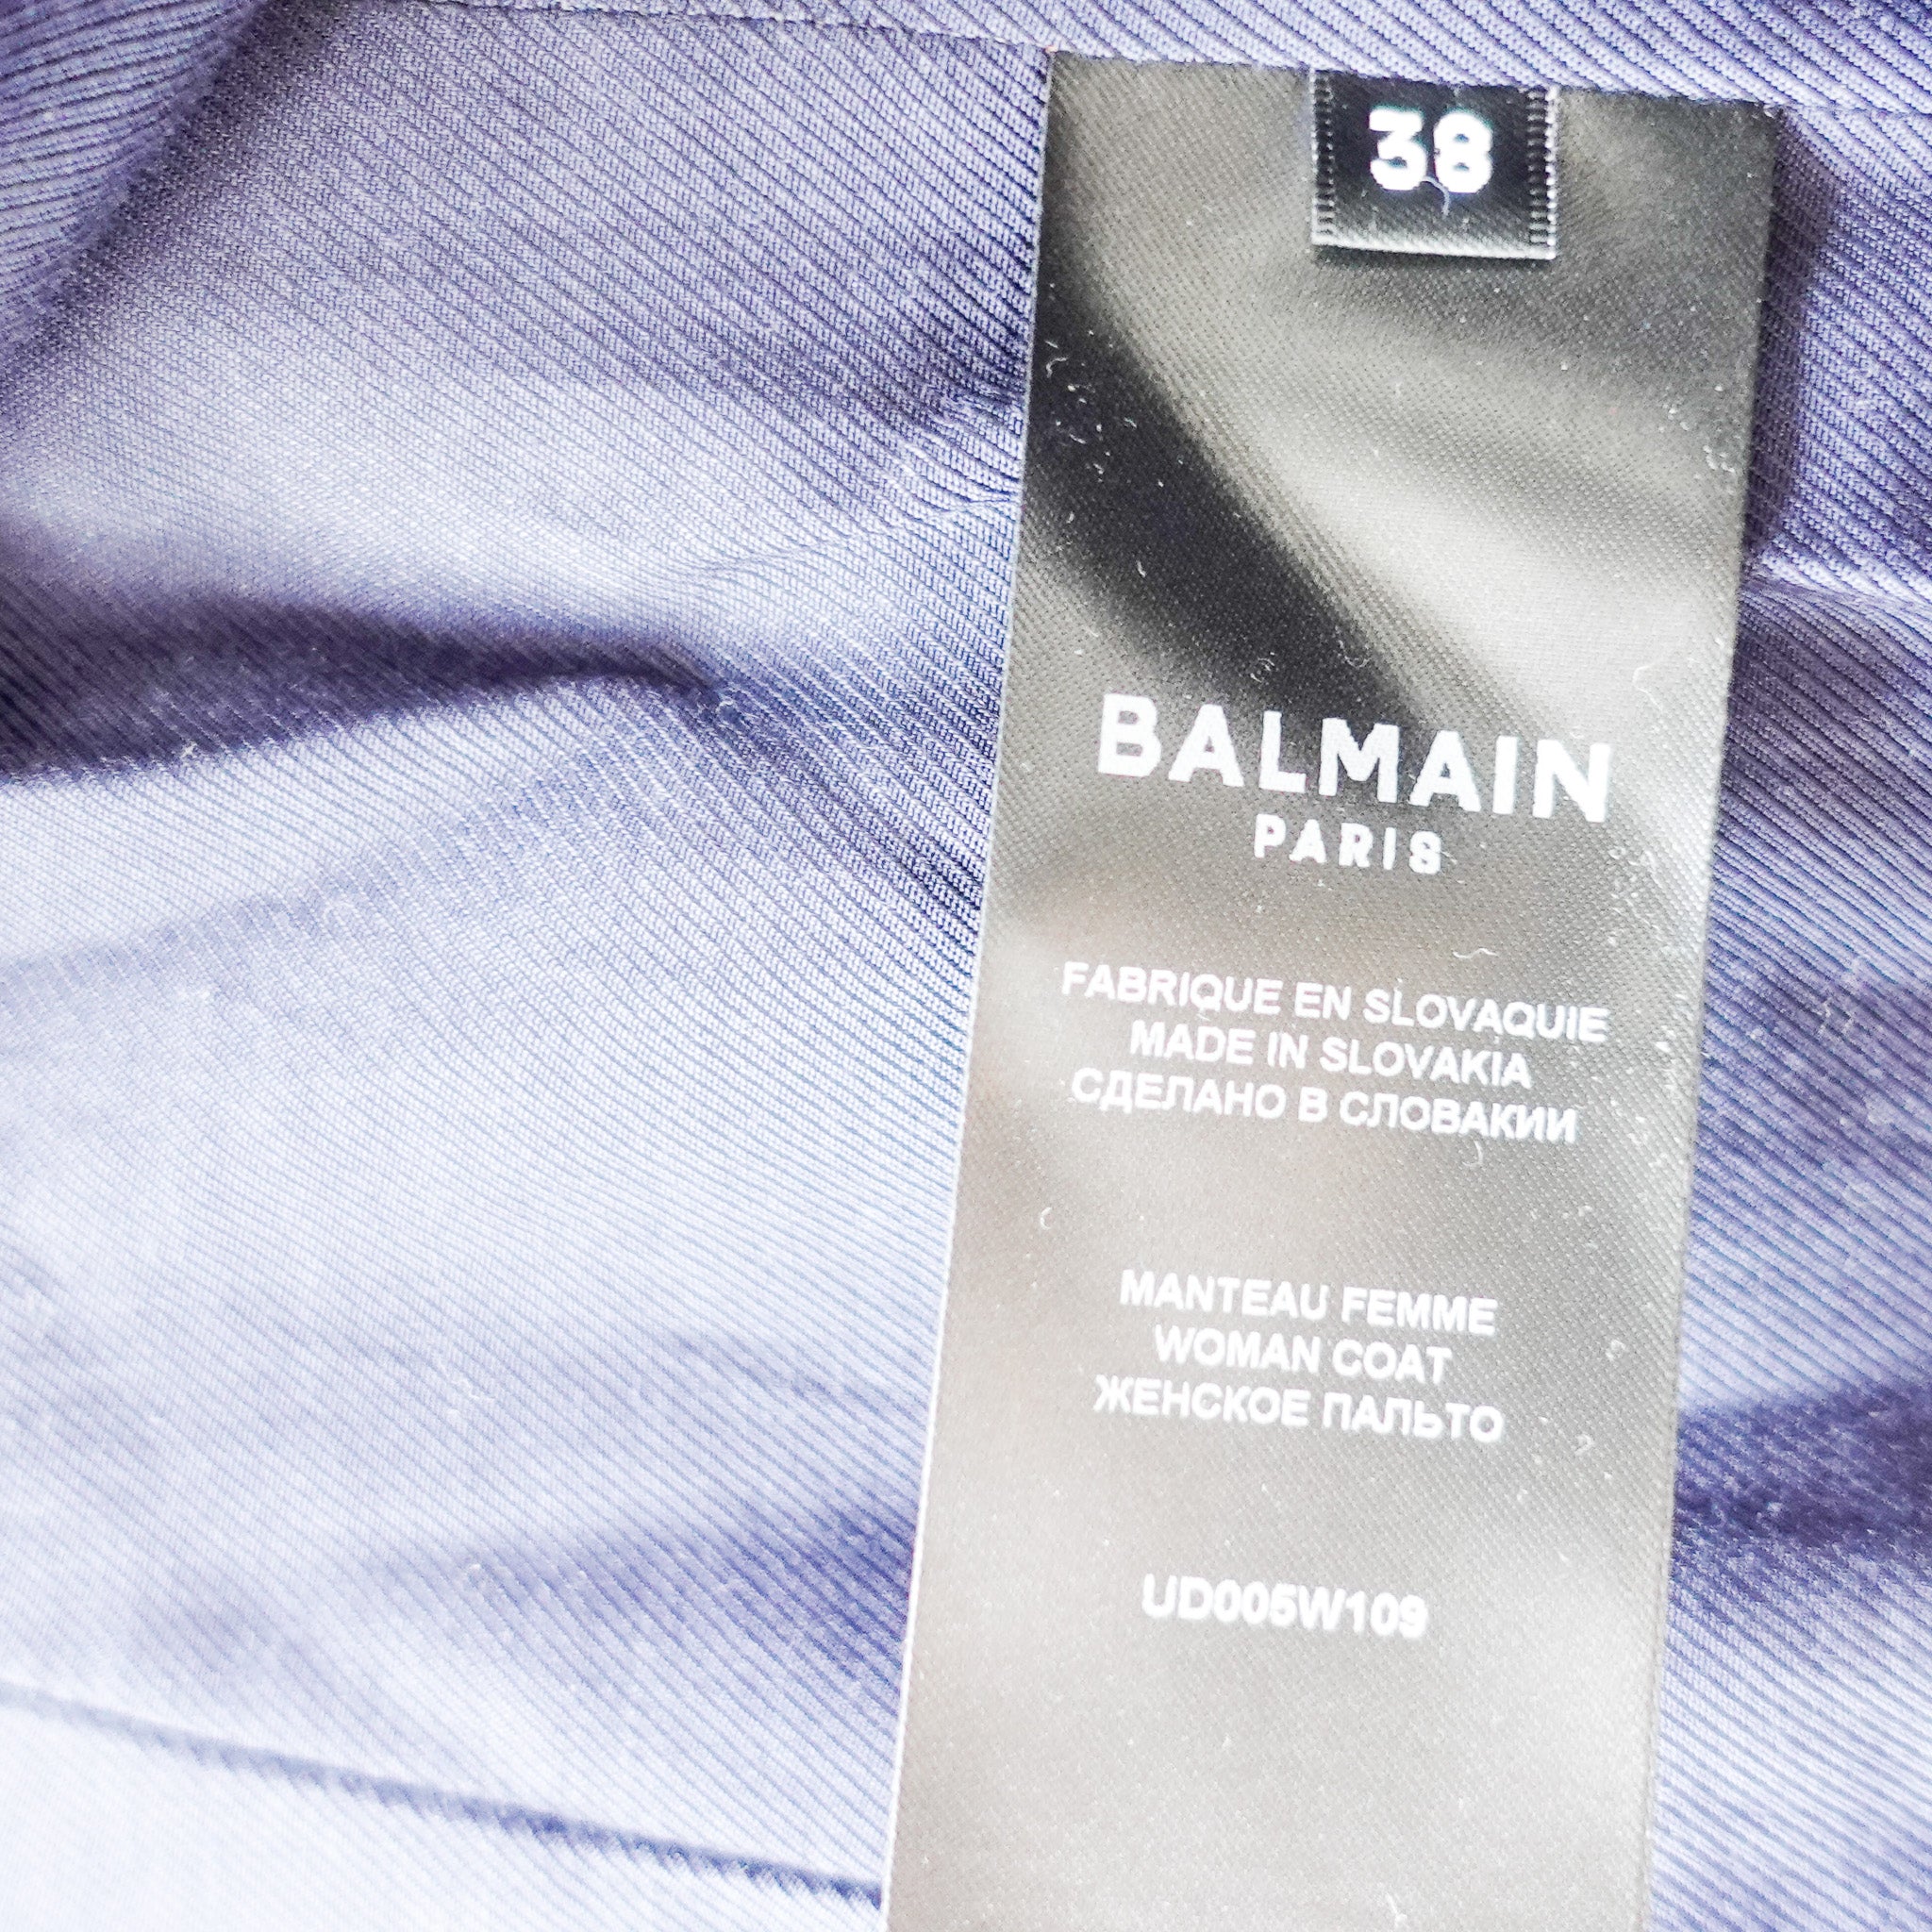 38
BALMAIN
PARIS
FABRIQUE EN SLOVAQUIE
MADE IN SLOVAKIA
СДЕЛАНО В СЛОВАКИИ
MANTEAU FEMME
WOMAN COAT
ЖЕНСКОЕ ПАЛЬТО
UD005W109